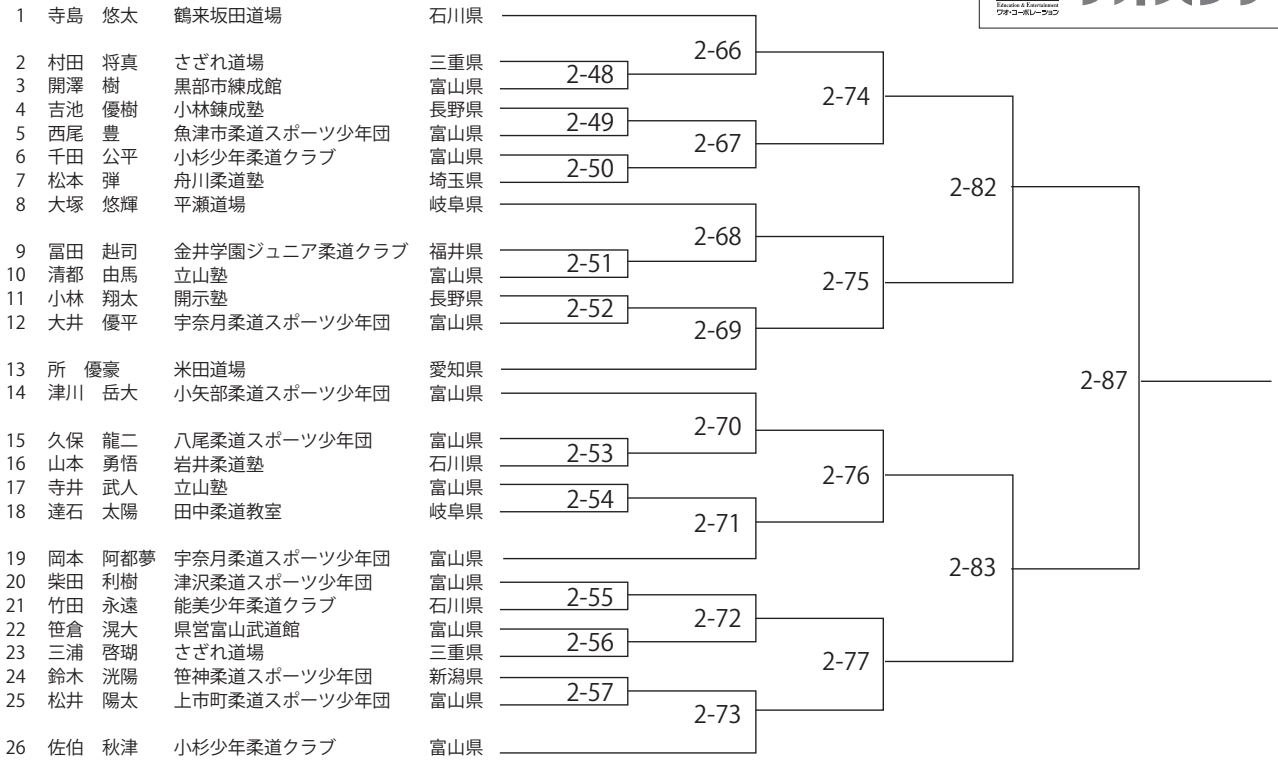 Education & Entertainment
ワオ・コーポレーション
1 寺島 悠太 鶴来坂田道場 石川県
2 村田 将真 さざれ道場 三重県
3 開澤 樹 黒部市練成館 富山県
4 吉池 優樹 小林錬成塾 長野県
5 西尾 豊 魚津市柔道スポーツ少年団 富山県
6 千田 公平 小杉少年柔道クラブ 富山県
7 松本 弾 舟川柔道塾 埼玉県
8 大塚 悠輝 平瀬道場 岐阜県
9 冨田 赳司 金井学園ジュニア柔道クラブ 福井県
10 清都 由馬 立山塾 富山県
11 小林 翔太 開示塾 長野県
12 大井 優平 宇奈月柔道スポーツ少年団 富山県
13 所 優豪 米田道場 愛知県
14 津川 岳大 小矢部柔道スポーツ少年団 富山県
15 久保 龍二 八尾柔道スポーツ少年団 富山県
16 山本 勇悟 岩井柔道塾 石川県
17 寺井 武人 立山塾 富山県
18 達石 太陽 田中柔道教室 岐阜県
19 岡本 阿都夢 宇奈月柔道スポーツ少年団 富山県
20 柴田 利樹 津沢柔道スポーツ少年団 富山県
21 竹田 永遠 能美少年柔道クラブ 石川県
22 笹倉 滉大 県営富山武道館 富山県
23 三浦 啓瑚 さざれ道場 三重県
24 鈴木 洸陽 笹神柔道スポーツ少年団 新潟県
25 松井 陽太 上市町柔道スポーツ少年団 富山県
26 佐伯 秋津 小杉少年柔道クラブ 富山県
2-48
2-49
2-50
2-51
2-52
2-53
2-54
2-55
2-56
2-57
2-66
2-67
2-68
2-69
2-70
2-71
2-72
2-73
2-74
2-75
2-76
2-77
2-82
2-83
2-87